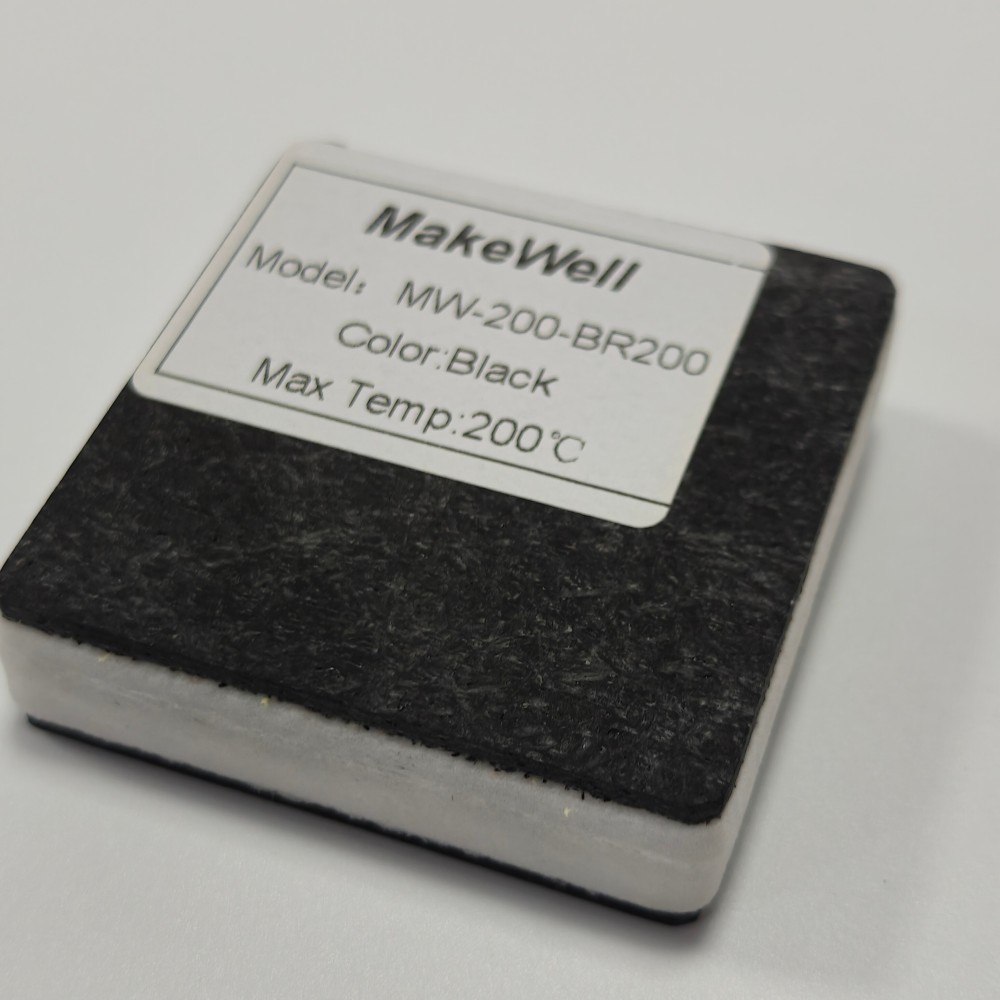 MakeWell
Model： MW-200-BR200
Color:Black
Max Temp:200℃